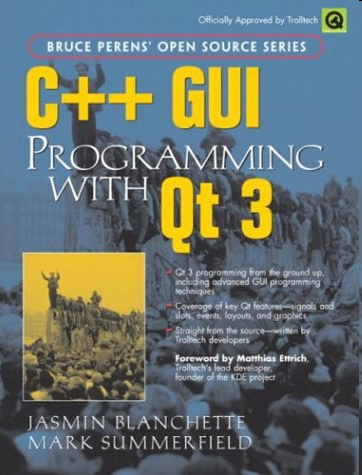 Officially Approved by Trolltech
BRUCE PERENS' OPEN SOURCE SERIES
C++ GUI
PROGRAMMING
WITH Qt 3
Qt 3 programming from the ground up,
including advanced GUI programming
techniques
Coverage of key Qt features—signals and
slots, events, layouts, and graphics
Straight from the source—written by
Trolltech developers
Foreword by Matthias Ettrich,
Trolltech's lead developer,
founder of the KDE project
JASMIN BLANCHETTE
MARK SUMMERFIELD